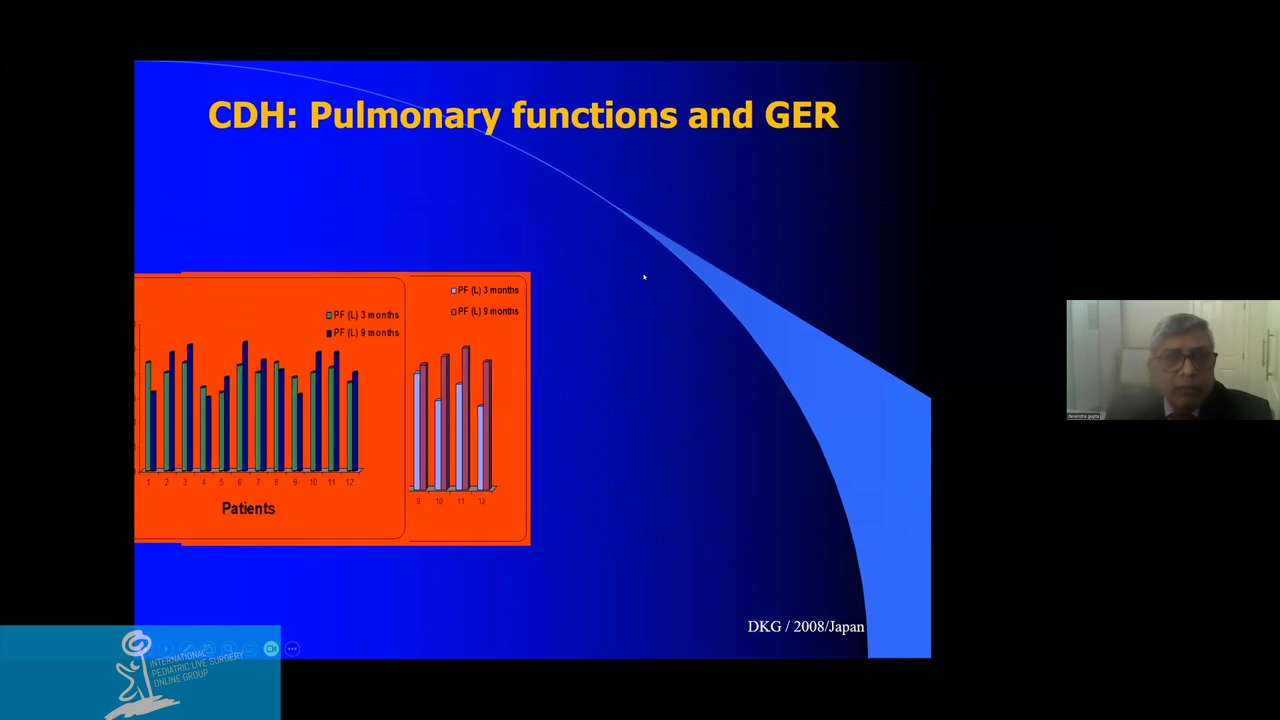 CDH: Pulmonary functions and GER
PF (L) 3 months
PF (L) 9 months
1 2 3 4 5 6 7 8 9 10 11 12
Patients
PF (L) 3 months
PF (L) 9 months
9 10 11 12
DKG / 2008/Japan
INTERNATIONAL
PEDIATRIC LIVE SURGERY
ONLINE GROUP
devendra gupta